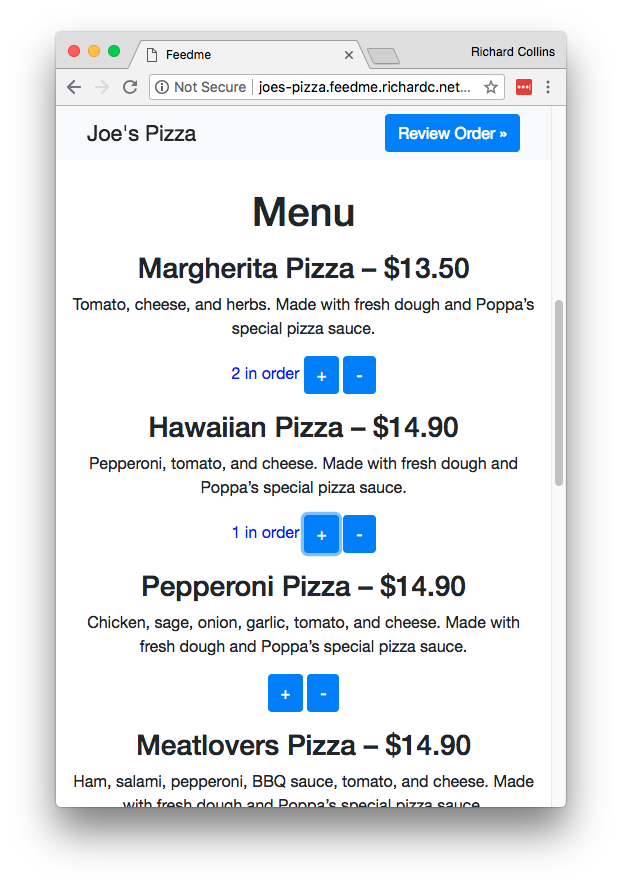 Feedme
Richard Collins
Not Secure
joes-pizza.feedme.richardc.net...
Joe's Pizza
Review Order »
Menu
Margherita Pizza – $13.50
Tomato, cheese, and herbs. Made with fresh dough and Poppa’s
special pizza sauce.
2 in order + -
Hawaiian Pizza – $14.90
Pepperoni, tomato, and cheese. Made with fresh dough and
Poppa’s special pizza sauce.
1 in order + -
Pepperoni Pizza – $14.90
Chicken, sage, onion, garlic, tomato, and cheese. Made with
fresh dough and Poppa’s special pizza sauce.
+ -
Meatlovers Pizza – $14.90
Ham, salami, pepperoni, BBQ sauce, tomato, and cheese. Made
with fresh dough and Poppa’s special pizza sauce.